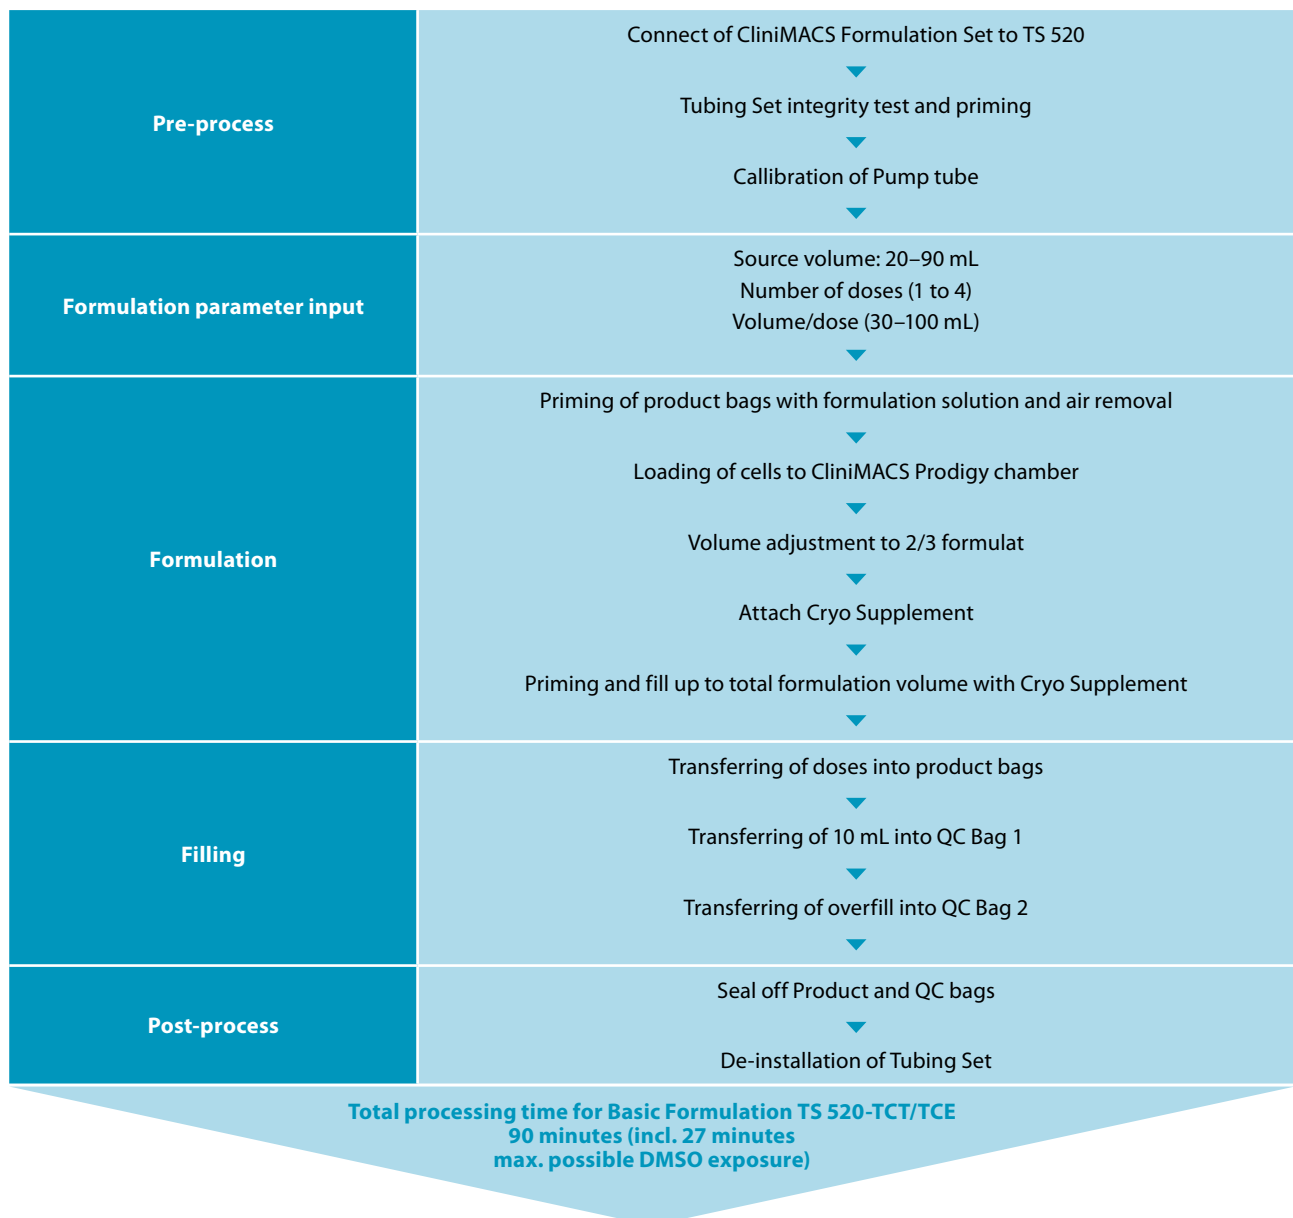 Pre-process
Connect of CliniMACS Formulation Set to TS 520
Tubing Set integrity test and priming
Callibration of Pump tube
Formulation parameter input
Source volume: 20–90 mL
Number of doses (1 to 4)
Volume/dose (30–100 mL)
Formulation
Priming of product bags with formulation solution and air removal
Loading of cells to CliniMACS Prodigy chamber
Volume adjustment to 2/3 formulat
Attach Cryo Supplement
Priming and fill up to total formulation volume with Cryo Supplement
Filling
Transferring of doses into product bags
Transferring of 10 mL into QC Bag 1
Transferring of overfill into QC Bag 2
Post-process
Seal off Product and QC bags
De-installation of Tubing Set
Total processing time for Basic Formulation TS 520-TCT/TCE
90 minutes (incl. 27 minutes
max. possible DMSO exposure)